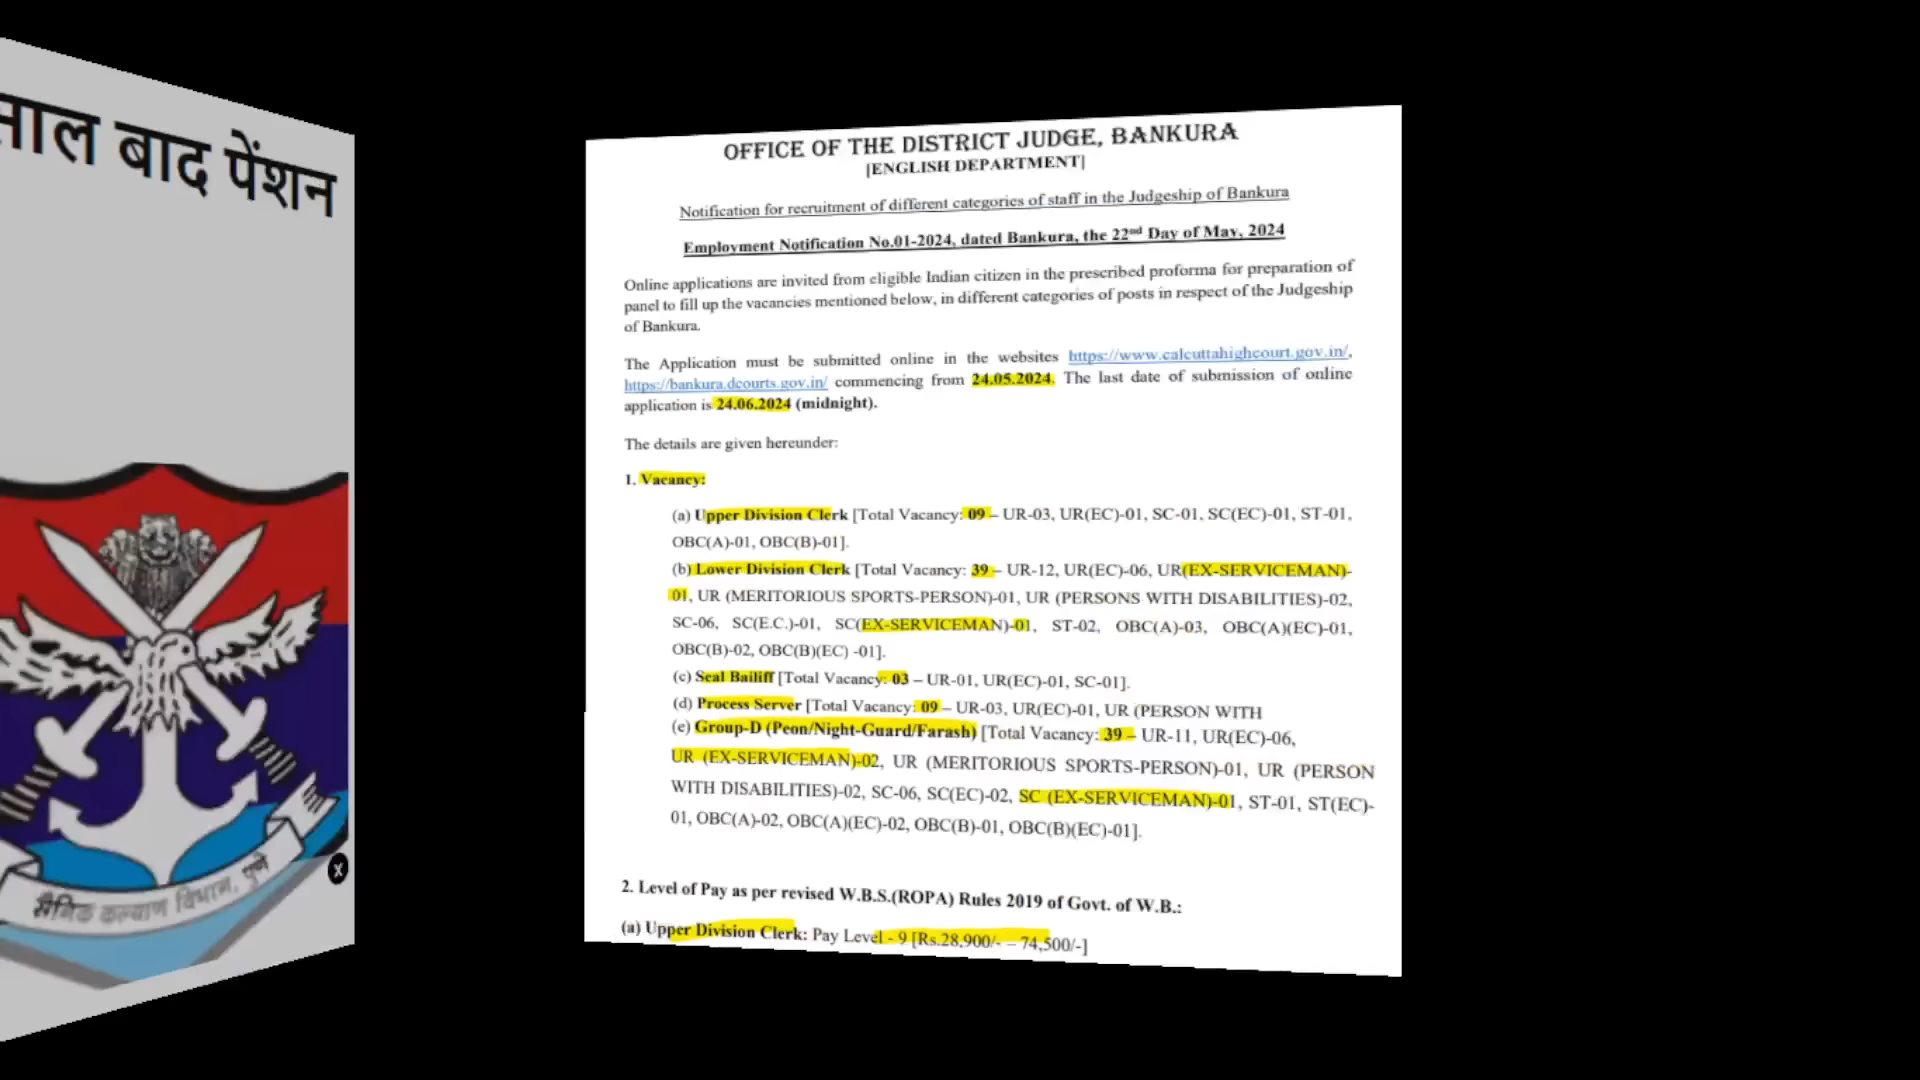 साल बाद पेंशन
सैनिक कल्याण विभाग, पुणे
X
OFFICE OF THE DISTRICT JUDGE, BANKURA
[ENGLISH DEPARTMENT]
Notification for recruitment of different categories of staff in the Judgeship of Bankura
Employment Notification No.01-2024, dated Bankura, the 22nd Day of May, 2024
Online applications are invited from eligible Indian citizen in the prescribed proforma for preparation of
panel to fill up the vacancies mentioned below, in different categories of posts in respect of the Judgeship
of Bankura.
The Application must be submitted online in the websites https://www.calcuttahighcourt.gov.in/,
https://bankura.dcourts.gov.in/ commencing from 24.05.2024. The last date of submission of online
application is 24.06.2024 (midnight).
The details are given hereunder:
1. Vacancy:
(a) Upper Division Clerk [Total Vacancy: 09 – UR-03, UR(EC)-01, SC-01, SC(EC)-01, ST-01,
OBC(A)-01, OBC(B)-01].
(b) Lower Division Clerk [Total Vacancy: 39 – UR-12, UR(EC)-06, UR(EX-SERVICEMAN)-
01, UR (MERITORIOUS SPORTS-PERSON)-01, UR (PERSONS WITH DISABILITIES)-02,
SC-06, SC(E.C.)-01, SC(EX-SERVICEMAN)-01, ST-02, OBC(A)-03, OBC(A)(EC)-01,
OBC(B)-02, OBC(B)(EC) -01].
(c) Seal Bailiff [Total Vacancy: 03 – UR-01, UR(EC)-01, SC-01].
(d) Process Server [Total Vacancy: 09 – UR-03, UR(EC)-01, UR (PERSON WITH
(e) Group-D (Peon/Night-Guard/Farash) [Total Vacancy: 39 – UR-11, UR(EC)-06,
UR (EX-SERVICEMAN)-02, UR (MERITORIOUS SPORTS-PERSON)-01, UR (PERSON
WITH DISABILITIES)-02, SC-06, SC(EC)-02, SC (EX-SERVICEMAN)-01, ST-01, ST(EC)-
01, OBC(A)-02, OBC(A)(EC)-02, OBC(B)-01, OBC(B)(EC)-01].
2. Level of Pay as per revised W.B.S.(ROPA) Rules 2019 of Govt. of W.B.:
(a) Upper Division Clerk: Pay Level - 9 [Rs.28,900/- – 74,500/-]